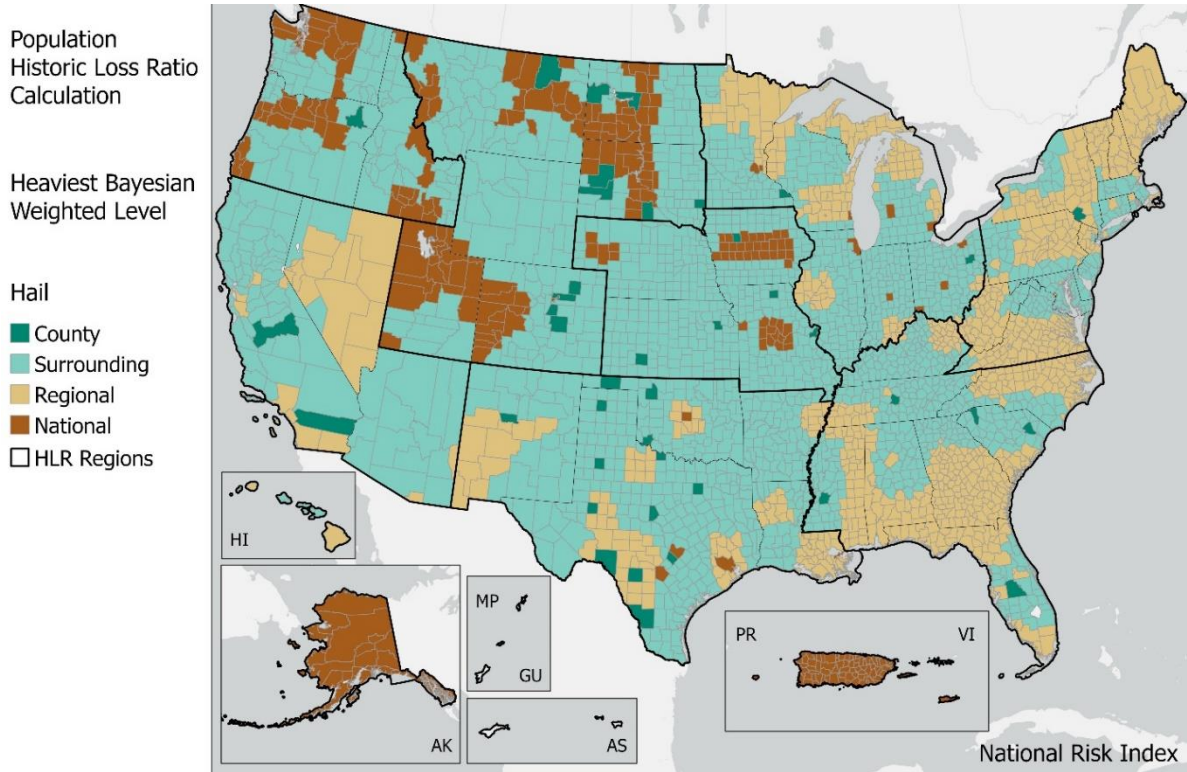 Population
Historic Loss Ratio
Calculation
Heaviest Bayesian
Weighted Level
Hail
County
Surrounding
Regional
National
HLR Regions
HI
AK
MP
GU
AS
PR
VI
National Risk Index